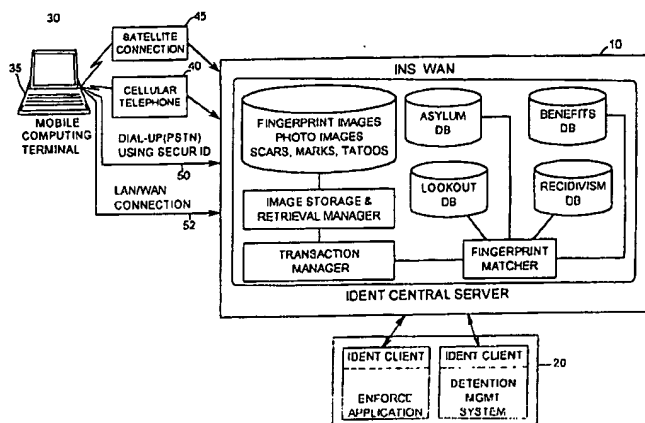 30
45
SATELLITE
CONNECTION
10
35
40
CELLULAR
TELEPHONE
MOBILE
COMPUTING
TERMINAL
DIAL-UP(PSTN)
USING SECUR ID
50
LAN/WAN
CONNECTION
52
INS WAN
FINGERPRINT IMAGES
PHOTO IMAGES
SCARS, MARKS, TATOOS
ASYLUM
DB
BENEFITS
DB
LOOKOUT
DB
RECIDIVISM
DB
IMAGE STORAGE &
RETRIEVAL MANAGER
TRANSACTION
MANAGER
FINGERPRINT
MATCHER
IDENT CENTRAL SERVER
20
IDENT CLIENT
ENFORCE
APPLICATION
IDENT CLIENT
DETENTION
MGMT
SYSTEM